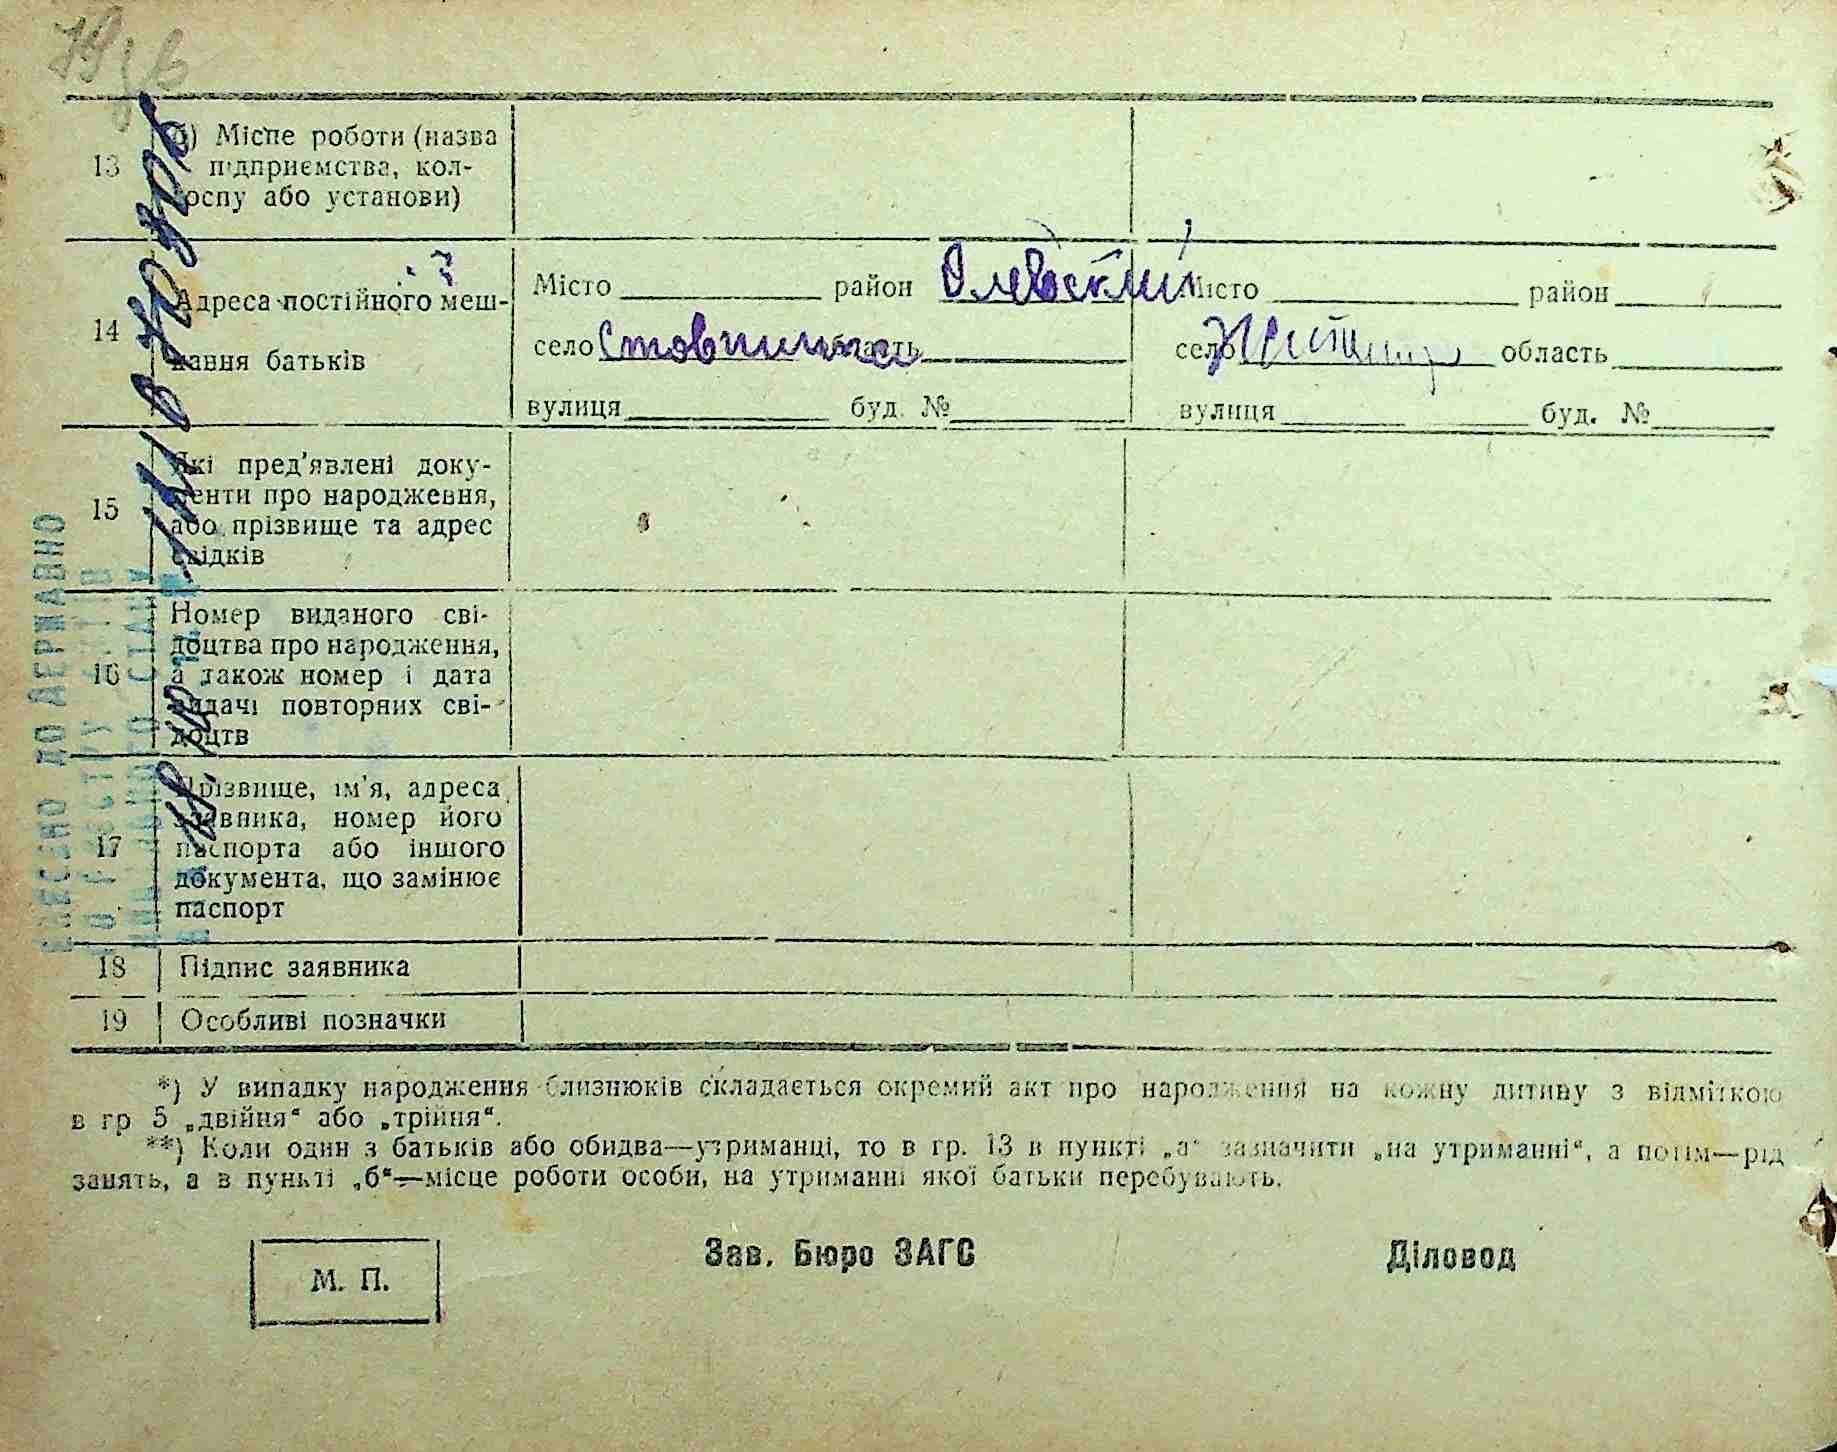 13 б) Місце роботи (назва
підприємства, кол-
госпу або установи)
14 Адреса постійного меш-
кання батьків
Місто район Олевский
село Стовпинка область
вулиця буд. №
Місто район
село область
вулиця буд. №
15 Які пред'явлені доку-
менти про народження,
або прізвище та адрес
свідків
16 Номер виданого сві-
доцтва про народження,
а також номер і дата
видачі повторних сві-
доцтв
17 Прізвище, ім'я, адреса
заявника, номер його
паспорта або іншого
документа, що замінює
паспорт
18 Підпис заявника
19 Особливі позначки
ВНЕСЕНО ДО ДЕРЖАВНО
*) У випадку народження близнюків складається окремий акт про народження на кожну дитину з відміткою
в гр 5 „двійня“ або „трійня“.
**) Коли один з батьків або обидва—утриманці, то в гр. 13 в пункті „а“ зазначити „на утриманні“, а потім—рід
занять, а в пункті „б“—місце роботи особи, на утриманні якої батьки перебувають.
М. П.
Зав. Бюро ЗАГС
Діловод